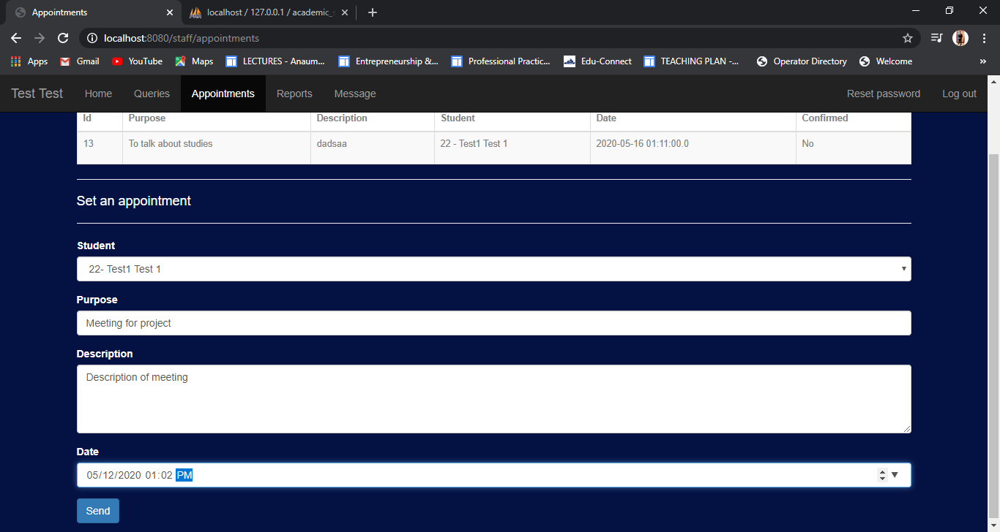 Appointments
localhost / 127.0.0.1 / academic_s
localhost:8080/staff/appointments
Apps Gmail YouTube Maps LECTURES - Anaum... Entrepreneurship &... Professional Practic... Edu-Connect TEACHING PLAN -... Operator Directory Welcome »
Test Test Home Queries Appointments Reports Message Reset password Log out
Id Purpose Description Student Date Confirmed
13 To talk about studies dadsaa 22 - Test1 Test 1 2020-05-16 01:11:00.0 No
Set an appointment
Student
22- Test1 Test 1
Purpose
Meeting for project
Description
Description of meeting
Date
05/12/2020 01:02 PM
Send